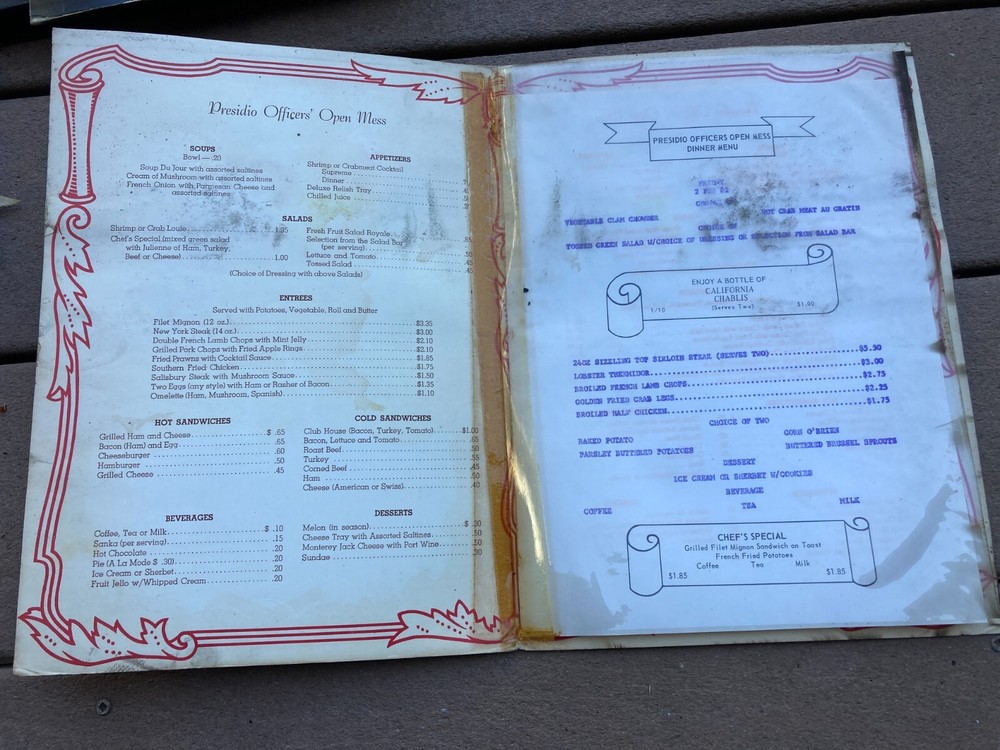 Presidio Officers' Open Mess
SOUPS
Bowl — .20
Soup Du Jour with assorted saltines
Cream of Mushroom with assorted saltines
French Onion with Parmesan Cheese and
assorted saltines
APPETIZERS
Shrimp or Crabmeat Cocktail
Supreme
Dinner
Deluxe Relish Tray
Chilled Juice
SALADS
Shrimp or Crab Louie 1.35
Chef's Special (mixed green salad
with Julienne of Ham, Turkey,
Beef or Cheese) 1.00
Fresh Fruit Salad Royale
Selection from the Salad Bar .85
(per serving) .50
Lettuce and Tomato .45
Tossed Salad .45
(Choice of Dressing with above Salads)
ENTREES
Served with Potatoes, Vegetable, Roll and Butter
Filet Mignon (12 oz.) $3.35
New York Steak (14 oz.) $3.00
Double French Lamb Chops with Mint Jelly $2.10
Grilled Pork Chops with Fried Apple Rings $2.10
Fried Prawns with Cocktail Sauce $1.85
Southern Fried Chicken $1.75
Salisbury Steak with Mushroom Sauce $1.50
Two Eggs (any style) with Ham or Rasher of Bacon $1.35
Omelette (Ham, Mushroom, Spanish) $1.10
HOT SANDWICHES
Grilled Ham and Cheese $ .65
Bacon (Ham) and Egg .65
Cheeseburger .60
Hamburger .50
Grilled Cheese .45
COLD SANDWICHES
Club House (Bacon, Turkey, Tomato) $1.00
Bacon, Lettuce and Tomato .65
Roast Beef .50
Turkey .55
Corned Beef .45
Ham .50
Cheese (American or Swiss) .40
BEVERAGES
Coffee, Tea or Milk $ .10
Sanka (per serving) .15
Hot Chocolate .20
Pie (A La Mode $ .30) .20
Ice Cream or Sherbet .20
Fruit Jello w/Whipped Cream .20
DESSERTS
Melon (in season) $ .30
Cheese Tray with Assorted Saltines .50
Monterey Jack Cheese with Port Wine .50
Sundae
PRESIDIO OFFICERS OPEN MESS
DINNER MENU
FRIDAY
2 FEB
VEGETABLE CLAM CHOWDER HOT CRAB MEAT AU GRATIN
CHOICE OF
TOSSED GREEN SALAD W/CHOICE OF DRESSING OR SELECTION FROM SALAD BAR
ENJOY A BOTTLE OF
CALIFORNIA
CHABLIS
(Serves Two)
1/10 $1.00
24OZ SIZZLING TOP SIRLOIN STEAK (SERVES TWO) $5.50
LOBSTER THERMIDOR $3.00
BROILED FRENCH LAMB CHOPS $2.75
GOLDEN FRIED CRAB LEGS $2.25
BROILED HALF CHICKEN $1.75
CHOICE OF TWO
BAKED POTATO CORN O'BRIEN
PARSLEY BUTTERED POTATOES BUTTERED BRUSSEL SPROUTS
DESSERT
ICE CREAM OR SHERBET W/COOKIES
BEVERAGE
COFFEE TEA MILK
CHEF'S SPECIAL
Grilled Filet Mignon Sandwich on Toast
French Fried Potatoes
Coffee Tea Milk
$1.85 $1.85